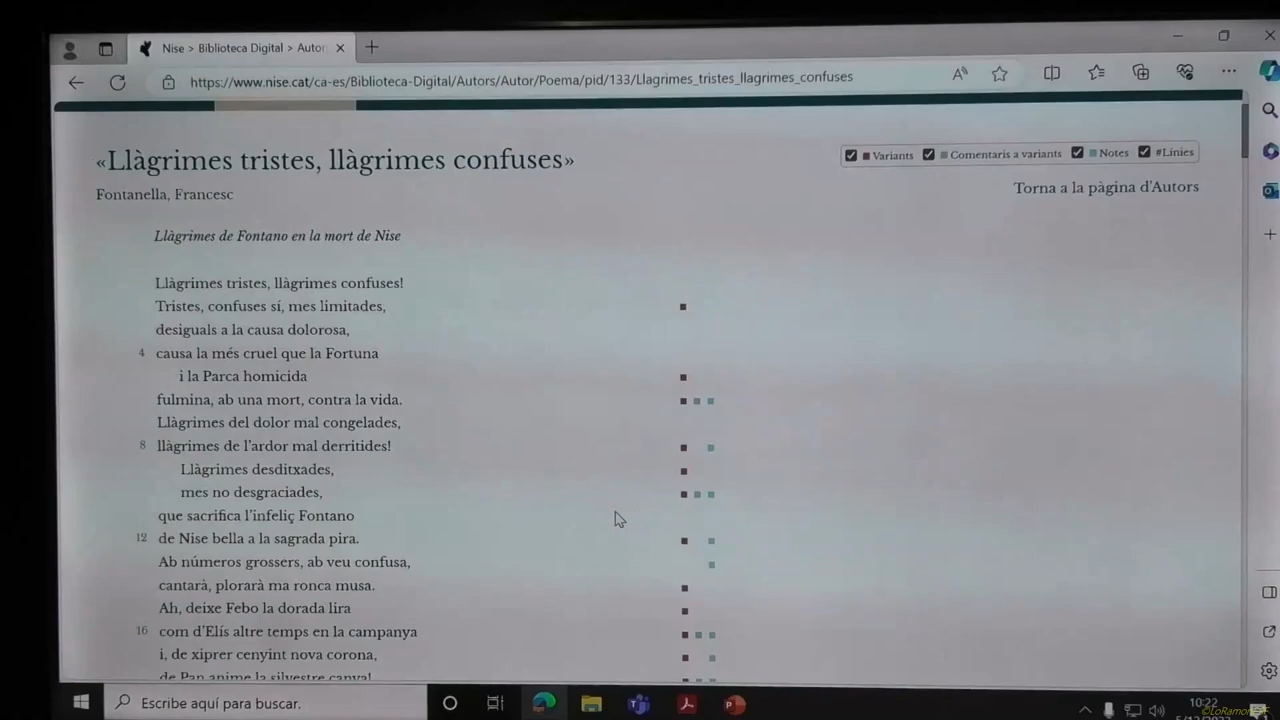 Nise > Biblioteca Digital > Autor
https://www.nise.cat/ca-es/Biblioteca-Digital/Autors/Autor/Poema/pid/133/Llagrimes_tristes_llagrimes_confuses
«Llàgrimes tristes, llàgrimes confuses»
Variants Comentaris a variants Notes #Línies
Fontanella, Francesc
Torna a la pàgina d'Autors
Llàgrimes de Fontano en la mort de Nise
Llàgrimes tristes, llàgrimes confuses!
Tristes, confuses sí, mes limitades,
desiguals a la causa dolorosa,
4 causa la més cruel que la Fortuna
i la Parca homicida
fulmina, ab una mort, contra la vida.
Llàgrimes del dolor mal congelades,
8 llàgrimes de l'ardor mal derritides!
Llàgrimes desditxades,
mes no desgraciades,
que sacrifica l'infeliç Fontano
12 de Nise bella a la sagrada pira.
Ab números grossers, ab veu confusa,
cantarà, plorarà ma ronca musa.
Ah, deixe Febo la dorada lira
16 com d'Elís altre temps en la campanya
i, de xiprer cenyint nova corona,
de Pan anime la silvestre canya!
Escribe aquí para buscar.
10:22
©LoRamonet